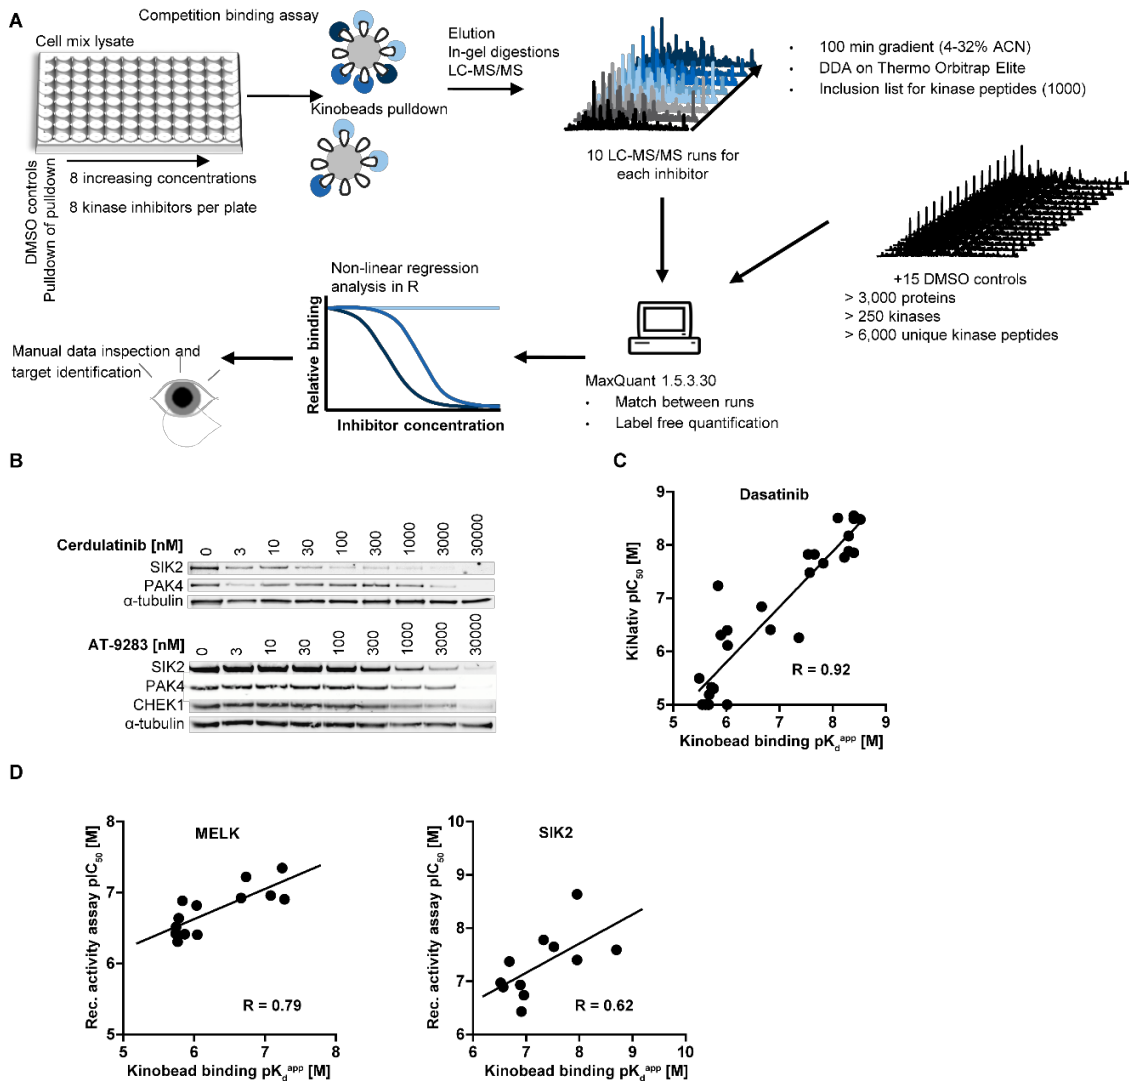 A
Competition binding assay
Cell mix lysate
Elution
In-gel digestions
LC-MS/MS
• 100 min gradient (4-32% ACN)
• DDA on Thermo Orbitrap Elite
• Inclusion list for kinase peptides (1000)
Kinobeads pulldown
10 LC-MS/MS runs for
each inhibitor
DMSO controls
Pulldown of pulldown
8 increasing concentrations
8 kinase inhibitors per plate
+15 DMSO controls
> 3,000 proteins
> 250 kinases
> 6,000 unique kinase peptides
Non-linear regression
analysis in R
Relative binding
Inhibitor concentration
Manual data inspection and
target identification
MaxQuant 1.5.3.30
• Match between runs
• Label free quantification
B
Cerdulatinib [nM] 0 3 10 30 100 300 1000 3000 30000
SIK2
PAK4
α-tubulin
AT-9283 [nM] 0 3 10 30 100 300 1000 3000 30000
SIK2
PAK4
CHEK1
α-tubulin
C
Dasatinib
KiNativ pIC50 [M]
9
8
7
6
5
R = 0.92
5 6 7 8 9
Kinobead binding pKd^app [M]
D
MELK
Rec. activity assay pIC50 [M]
8
7
6
5
R = 0.79
5 6 7 8
Kinobead binding pKd^app [M]
SIK2
Rec. activity assay pIC50 [M]
10
9
8
7
6
R = 0.62
6 7 8 9 10
Kinobead binding pKd^app [M]